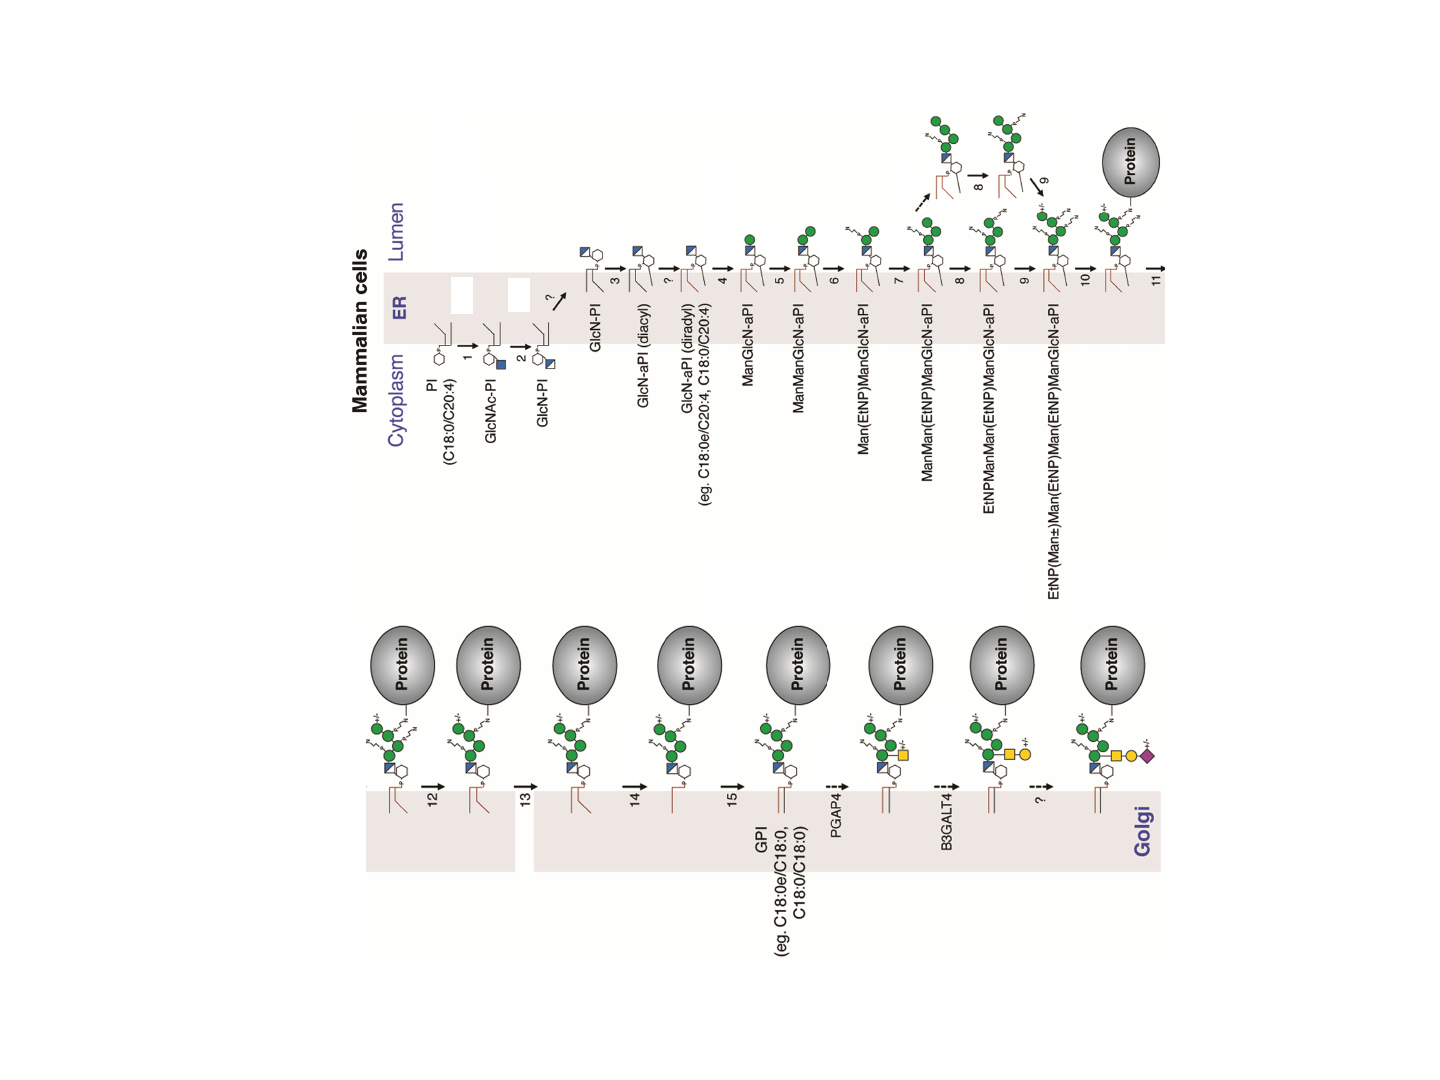 Mammalian cells
Cytoplasm
ER
Lumen
PI
(C18:0/C20:4)
1
GlcNAc-PI
2
GlcN-PI
?
GlcN-PI
3
GlcN-aPI (diacyl)
?
GlcN-aPI (diradyl)
(eg. C18:0e/C20:4, C18:0/C20:4)
4
ManGlcN-aPI
5
ManManGlcN-aPI
6
Man(EtNP)ManGlcN-aPI
7
ManMan(EtNP)ManGlcN-aPI
8
8
EtNPManMan(EtNP)ManGlcN-aPI
9
9
EtNP(Man±)Man(EtNP)Man(EtNP)ManGlcN-aPI
10
Protein
11
Protein
12
Protein
13
Protein
14
Protein
15
Protein
GPI
(eg. C18:0e/C18:0,
C18:0/C18:0)
PGAP4
Protein
+/-
B3GALT4
Protein
+/-
?
Protein
+/-
Golgi